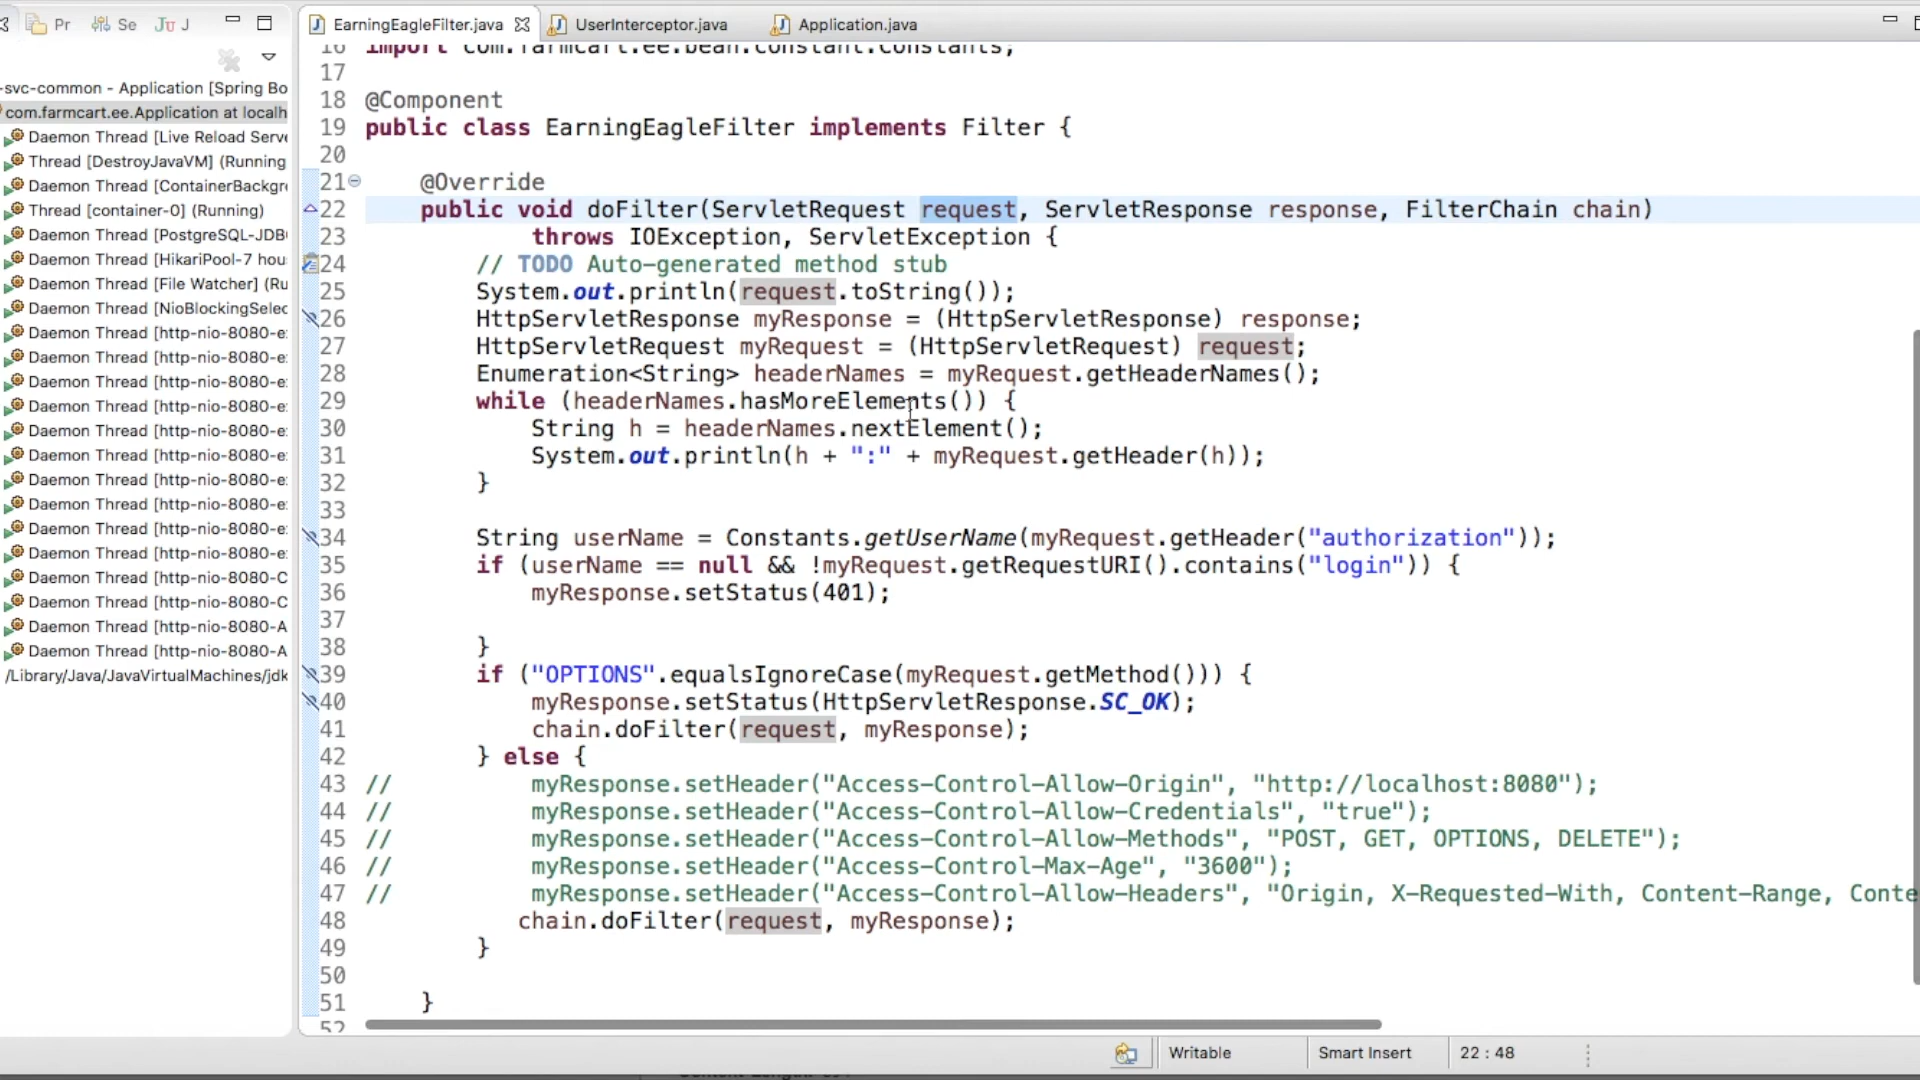 Pr Se J
EarningEagleFilter.java UserInterceptor.java Application.java
-svc-common - Application [Spring Bo
com.farmcart.ee.Application at localh
Daemon Thread [Live Reload Serve
Thread [DestroyJavaVM] (Running
Daemon Thread [ContainerBackgr
Thread [container-0] (Running)
Daemon Thread [PostgreSQL-JDB
Daemon Thread [HikariPool-7 hou
Daemon Thread [File Watcher] (Ru
Daemon Thread [NioBlockingSelec
Daemon Thread [http-nio-8080-e
Daemon Thread [http-nio-8080-e
Daemon Thread [http-nio-8080-e
Daemon Thread [http-nio-8080-e
Daemon Thread [http-nio-8080-e
Daemon Thread [http-nio-8080-e
Daemon Thread [http-nio-8080-e
Daemon Thread [http-nio-8080-e
Daemon Thread [http-nio-8080-e
Daemon Thread [http-nio-8080-e
Daemon Thread [http-nio-8080-C
Daemon Thread [http-nio-8080-C
Daemon Thread [http-nio-8080-A
Daemon Thread [http-nio-8080-A
/Library/Java/JavaVirtualMachines/jdk
16 import com.farmcart.ee.bean.constant.Constants;
17
18 @Component
19 public class EarningEagleFilter implements Filter {
20
21 @Override
22 public void doFilter(ServletRequest request, ServletResponse response, FilterChain chain)
23 throws IOException, ServletException {
24 // TODO Auto-generated method stub
25 System.out.println(request.toString());
26 HttpServletResponse myResponse = (HttpServletResponse) response;
27 HttpServletRequest myRequest = (HttpServletRequest) request;
28 Enumeration<String> headerNames = myRequest.getHeaderNames();
29 while (headerNames.hasMoreElements()) {
30 String h = headerNames.nextElement();
31 System.out.println(h + ":" + myRequest.getHeader(h));
32 }
33
34 String userName = Constants.getUserName(myRequest.getHeader("authorization"));
35 if (userName == null && !myRequest.getRequestURI().contains("login")) {
36 myResponse.setStatus(401);
37
38 }
39 if ("OPTIONS".equalsIgnoreCase(myRequest.getMethod())) {
40 myResponse.setStatus(HttpServletResponse.SC_OK);
41 chain.doFilter(request, myResponse);
42 } else {
43 // myResponse.setHeader("Access-Control-Allow-Origin", "http://localhost:8080");
44 // myResponse.setHeader("Access-Control-Allow-Credentials", "true");
45 // myResponse.setHeader("Access-Control-Allow-Methods", "POST, GET, OPTIONS, DELETE");
46 // myResponse.setHeader("Access-Control-Max-Age", "3600");
47 // myResponse.setHeader("Access-Control-Allow-Headers", "Origin, X-Requested-With, Content-Range, Conte
48 chain.doFilter(request, myResponse);
49 }
50
51 }
52
Writable Smart Insert 22 : 48